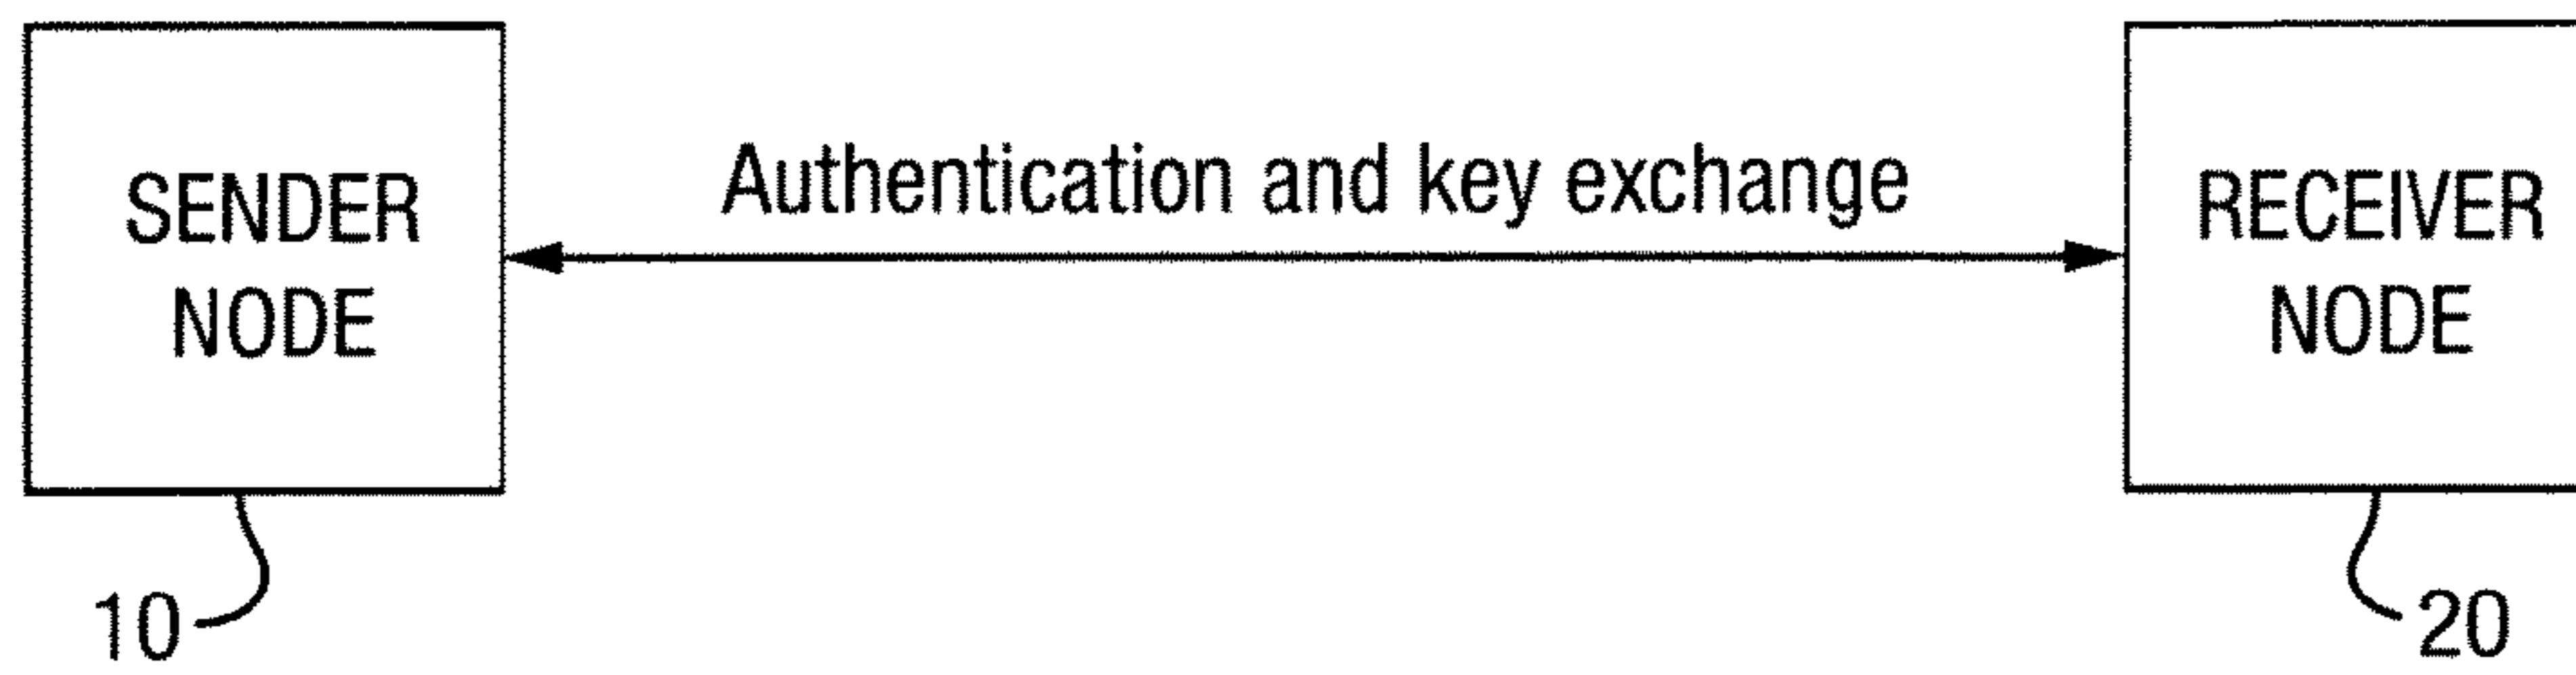 Authentication and key exchange
SENDER
NODE
RECEIVER
NODE
10
20